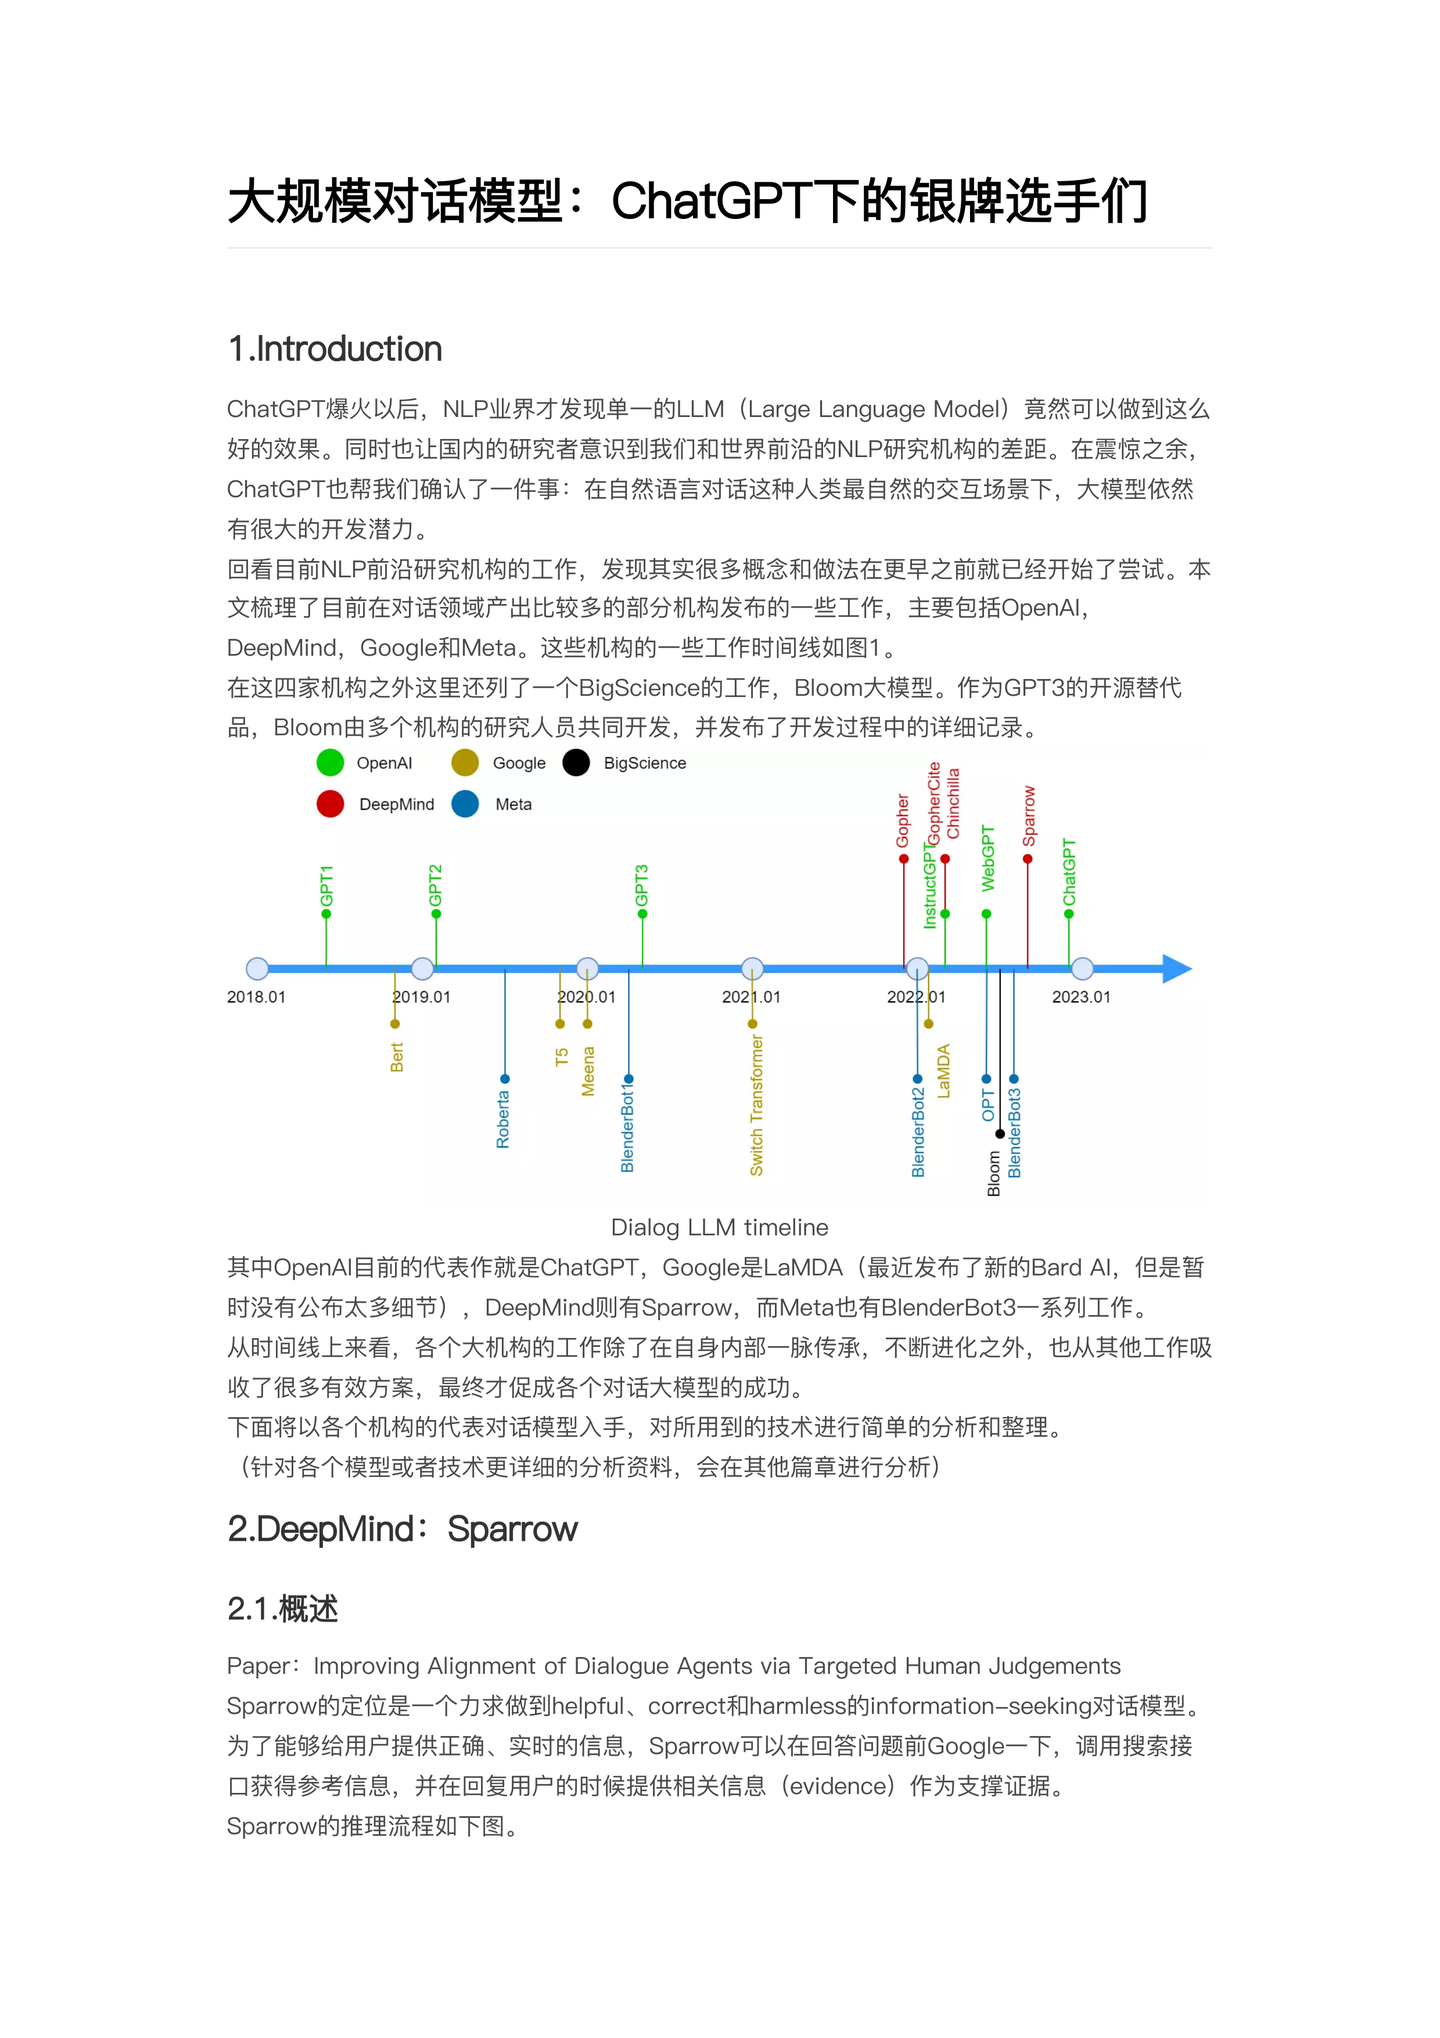 大规模对话模型：ChatGPT下的银牌选手们
1.Introduction
ChatGPT爆火以后，NLP业界才发现单一的LLM（Large Language Model）竟然可以做到这么
好的效果。同时也让国内的研究者意识到我们和世界前沿的NLP研究机构的差距。在震惊之余，
ChatGPT也帮我们确认了一件事：在自然语言对话这种人类最自然的交互场景下，大模型依然
有很大的开发潜力。
回看目前NLP前沿研究机构的工作，发现其实很多概念和做法在更早之前就已经开始了尝试。本
文梳理了目前在对话领域产出比较多的部分机构发布的一些工作，主要包括OpenAI，
DeepMind，Google和Meta。这些机构的一些工作时间线如图1。
在这四家机构之外这里还列了一个BigScience的工作，Bloom大模型。作为GPT3的开源替代
品，Bloom由多个机构的研究人员共同开发，并发布了开发过程中的详细记录。
OpenAI Google BigScience
DeepMind Meta
GPT1
GPT2
GPT3
Gopher
InstructGPT
GopherCite
Chinchilla
WebGPT
Sparrow
ChatGPT
2018.01 2019.01 2020.01 2021.01 2022.01 2023.01
Bert
Roberta
T5
Meena
BlenderBot1
Switch Transformer
BlenderBot2
LaMDA
OPT
Bloom
BlenderBot3
Dialog LLM timeline
其中OpenAI目前的代表作就是ChatGPT，Google是LaMDA（最近发布了新的Bard AI，但是暂
时没有公布太多细节），DeepMind则有Sparrow，而Meta也有BlenderBot3一系列工作。
从时间线上来看，各个大机构的工作除了在自身内部一脉传承，不断进化之外，也从其他工作吸
收了很多有效方案，最终才促成各个对话大模型的成功。
下面将以各个机构的代表对话模型入手，对所用到的技术进行简单的分析和整理。
（针对各个模型或者技术更详细的分析资料，会在其他篇章进行分析）
2.DeepMind：Sparrow
2.1.概述
Paper：Improving Alignment of Dialogue Agents via Targeted Human Judgements
Sparrow的定位是一个力求做到helpful、correct和harmless的information-seeking对话模型。
为了能够给用户提供正确、实时的信息，Sparrow可以在回答问题前Google一下，调用搜索接
口获得参考信息，并在回复用户的时候提供相关信息（evidence）作为支撑证据。
Sparrow的推理流程如下图。